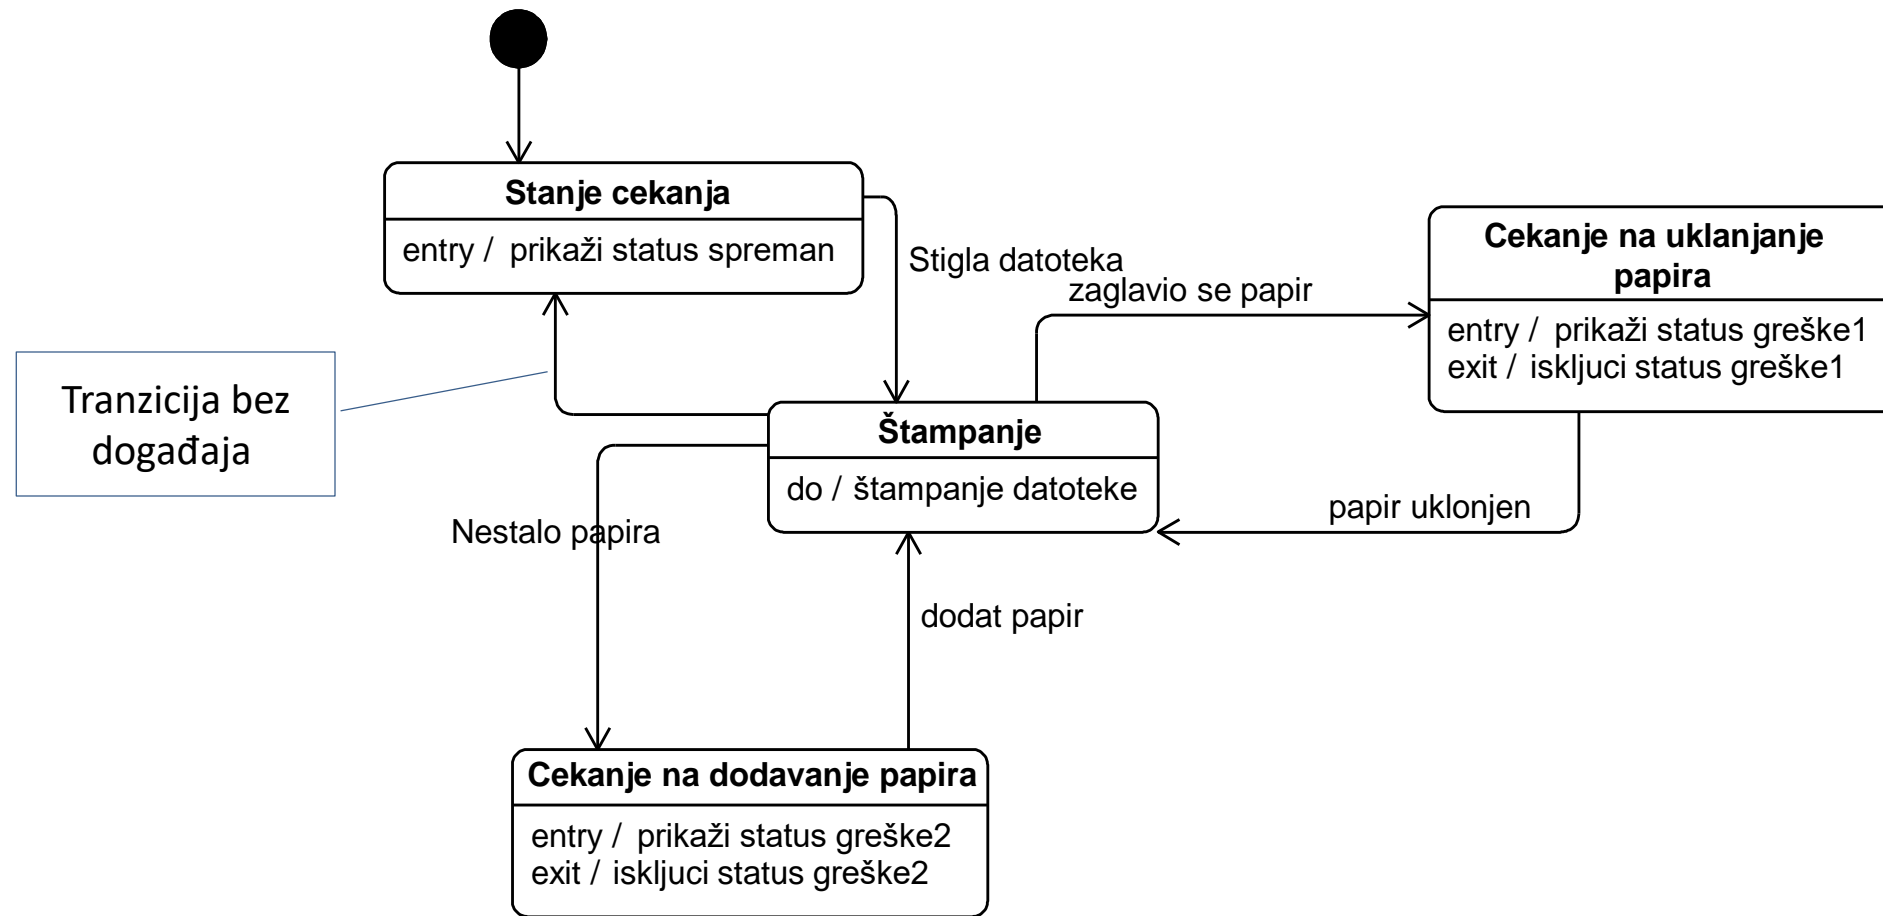 Stanje cekanja
entry / prikaži status spreman
Stigla datoteka
zaglavio se papir
Cekanje na uklanjanje
papira
entry / prikaži status greške1
exit / iskljuci status greške1
Tranzicija bez
događaja
Štampanje
do / štampanje datoteke
papir uklonjen
Nestalo papira
dodat papir
Cekanje na dodavanje papira
entry / prikaži status greške2
exit / iskljuci status greške2